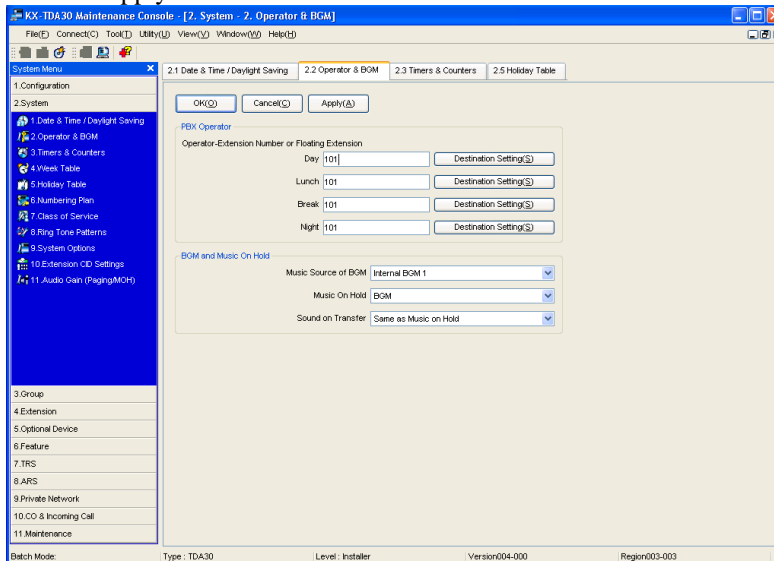 KX-TDA30 Maintenance Console - [2. System - 2. Operator & BGM]
File(F) Connect(C) Tool(T) Utility(U) View(V) Window(W) Help(H)
System Menu
1.Configuration
2.System
1.Date & Time / Daylight Saving
2.Operator & BGM
3.Timers & Counters
4.Week Table
5.Holiday Table
6.Numbering Plan
7.Class of Service
8.Ring Tone Patterns
9.System Options
10.Extension CID Settings
11.Audio Gain (Paging/MOH)
3.Group
4.Extension
5.Optional Device
6.Feature
7.TRS
8.ARS
9.Private Network
10.CO & Incoming Call
11.Maintenance
2.1 Date & Time / Daylight Saving 2.2 Operator & BGM 2.3 Timers & Counters 2.5 Holiday Table
OK(O) Cancel(C) Apply(A)
PBX Operator
Operator-Extension Number or Floating Extension
Day 101 Destination Setting(S)
Lunch 101 Destination Setting(S)
Break 101 Destination Setting(S)
Night 101 Destination Setting(S)
BGM and Music On Hold
Music Source of BGM Internal BGM 1
Music On Hold BGM
Sound on Transfer Same as Music on Hold
Batch Mode: Type : TDA30 Level : Installer Version004-000 Region003-003